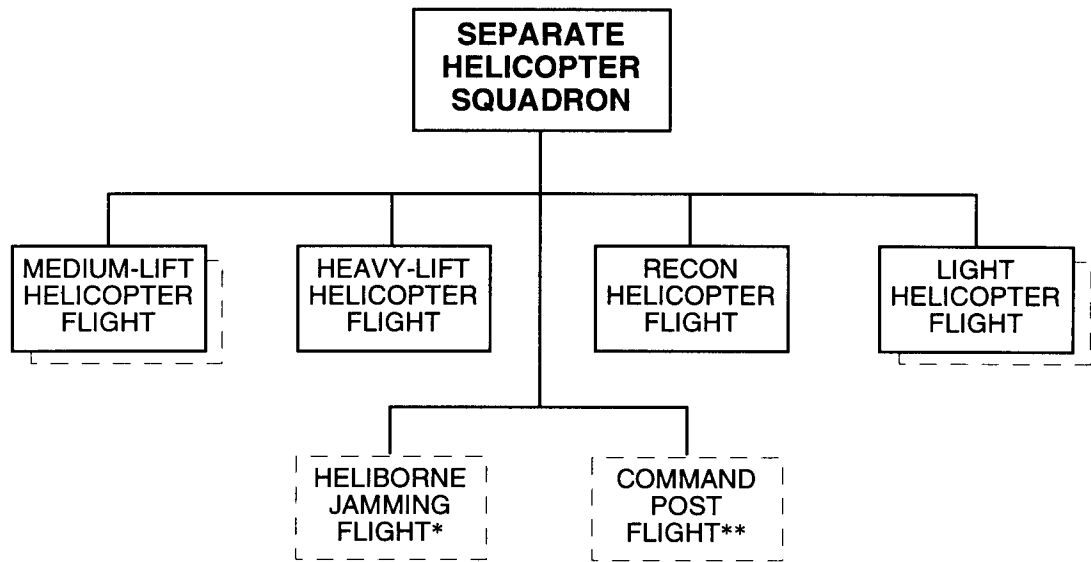 SEPARATE
HELICOPTER
SQUADRON
MEDIUM-LIFT
HELICOPTER
FLIGHT
HEAVY-LIFT
HELICOPTER
FLIGHT
RECON
HELICOPTER
FLIGHT
LIGHT
HELICOPTER
FLIGHT
HELIBORNE
JAMMING
FLIGHT*
COMMAND
POST
FLIGHT**